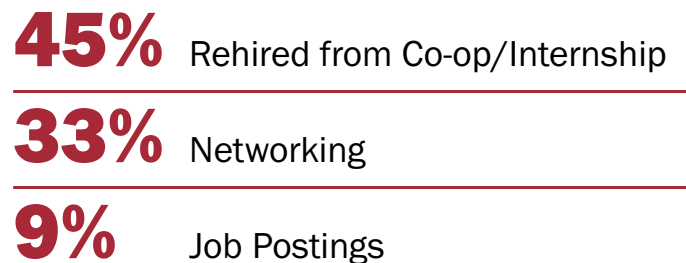 45% Rehired from Co-op/Internship
33% Networking
9% Job Postings